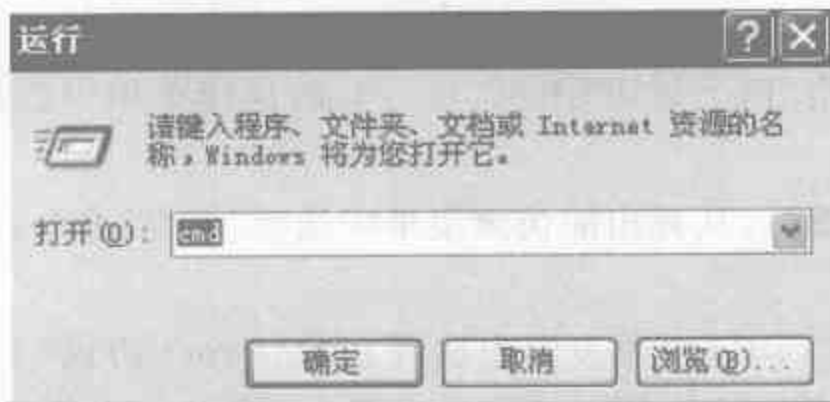 运行
请键入程序、文件夹、文档或 Internet 资源的名
称，Windows 将为您打开它。
打开(O): cmd
确定 取消 浏览(B)...